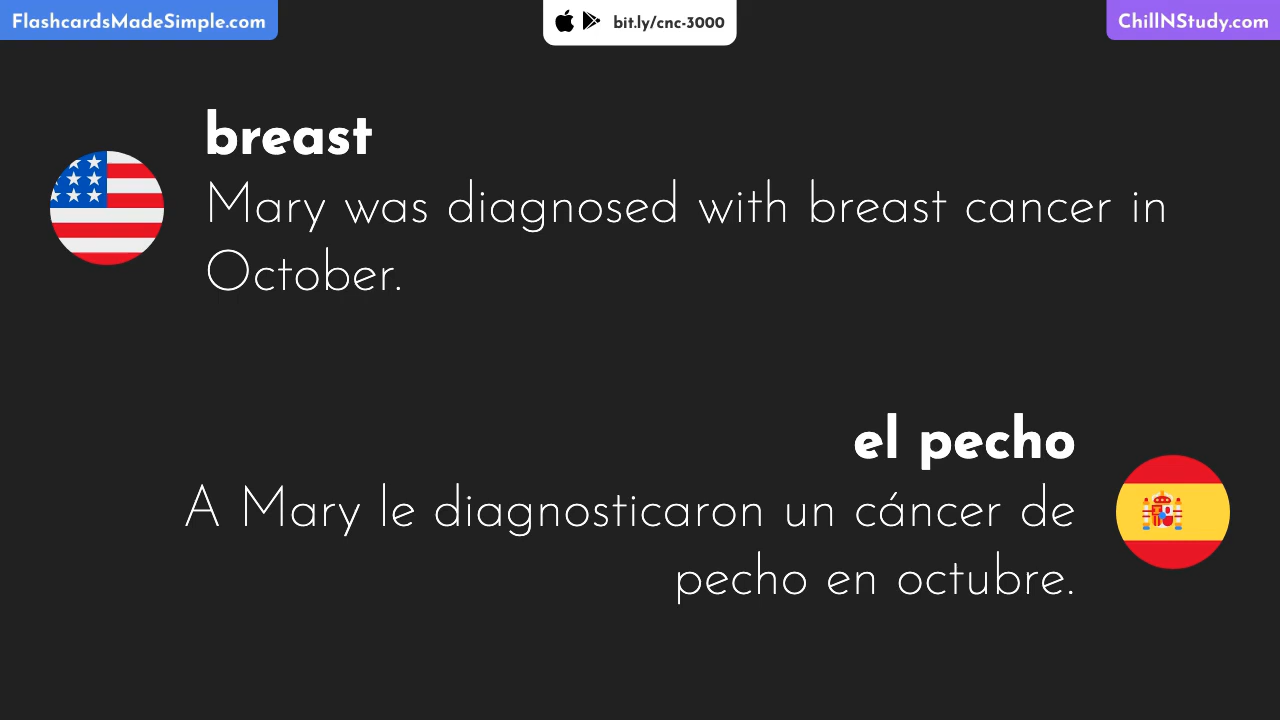 FlashcardsMadeSimple.com
bit.ly/cnc-3000
ChillNStudy.com
breast
Mary was diagnosed with breast cancer in
October.
el pecho
A Mary le diagnosticaron un cáncer de
pecho en octubre.